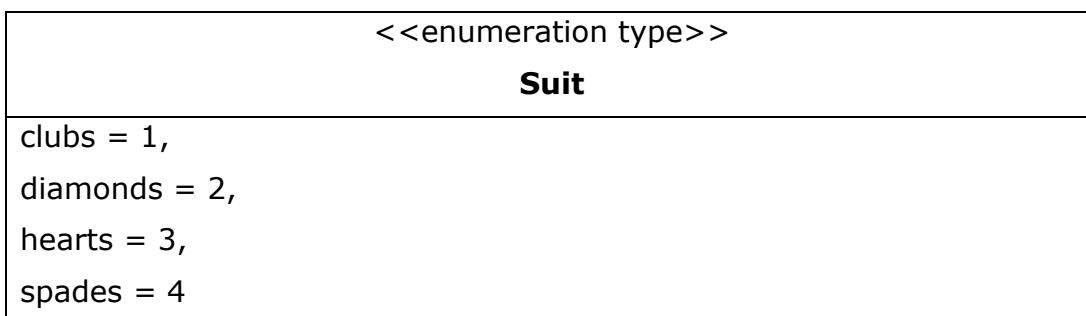 <<enumeration type>>
Suit
clubs = 1,
diamonds = 2,
hearts = 3,
spades = 4